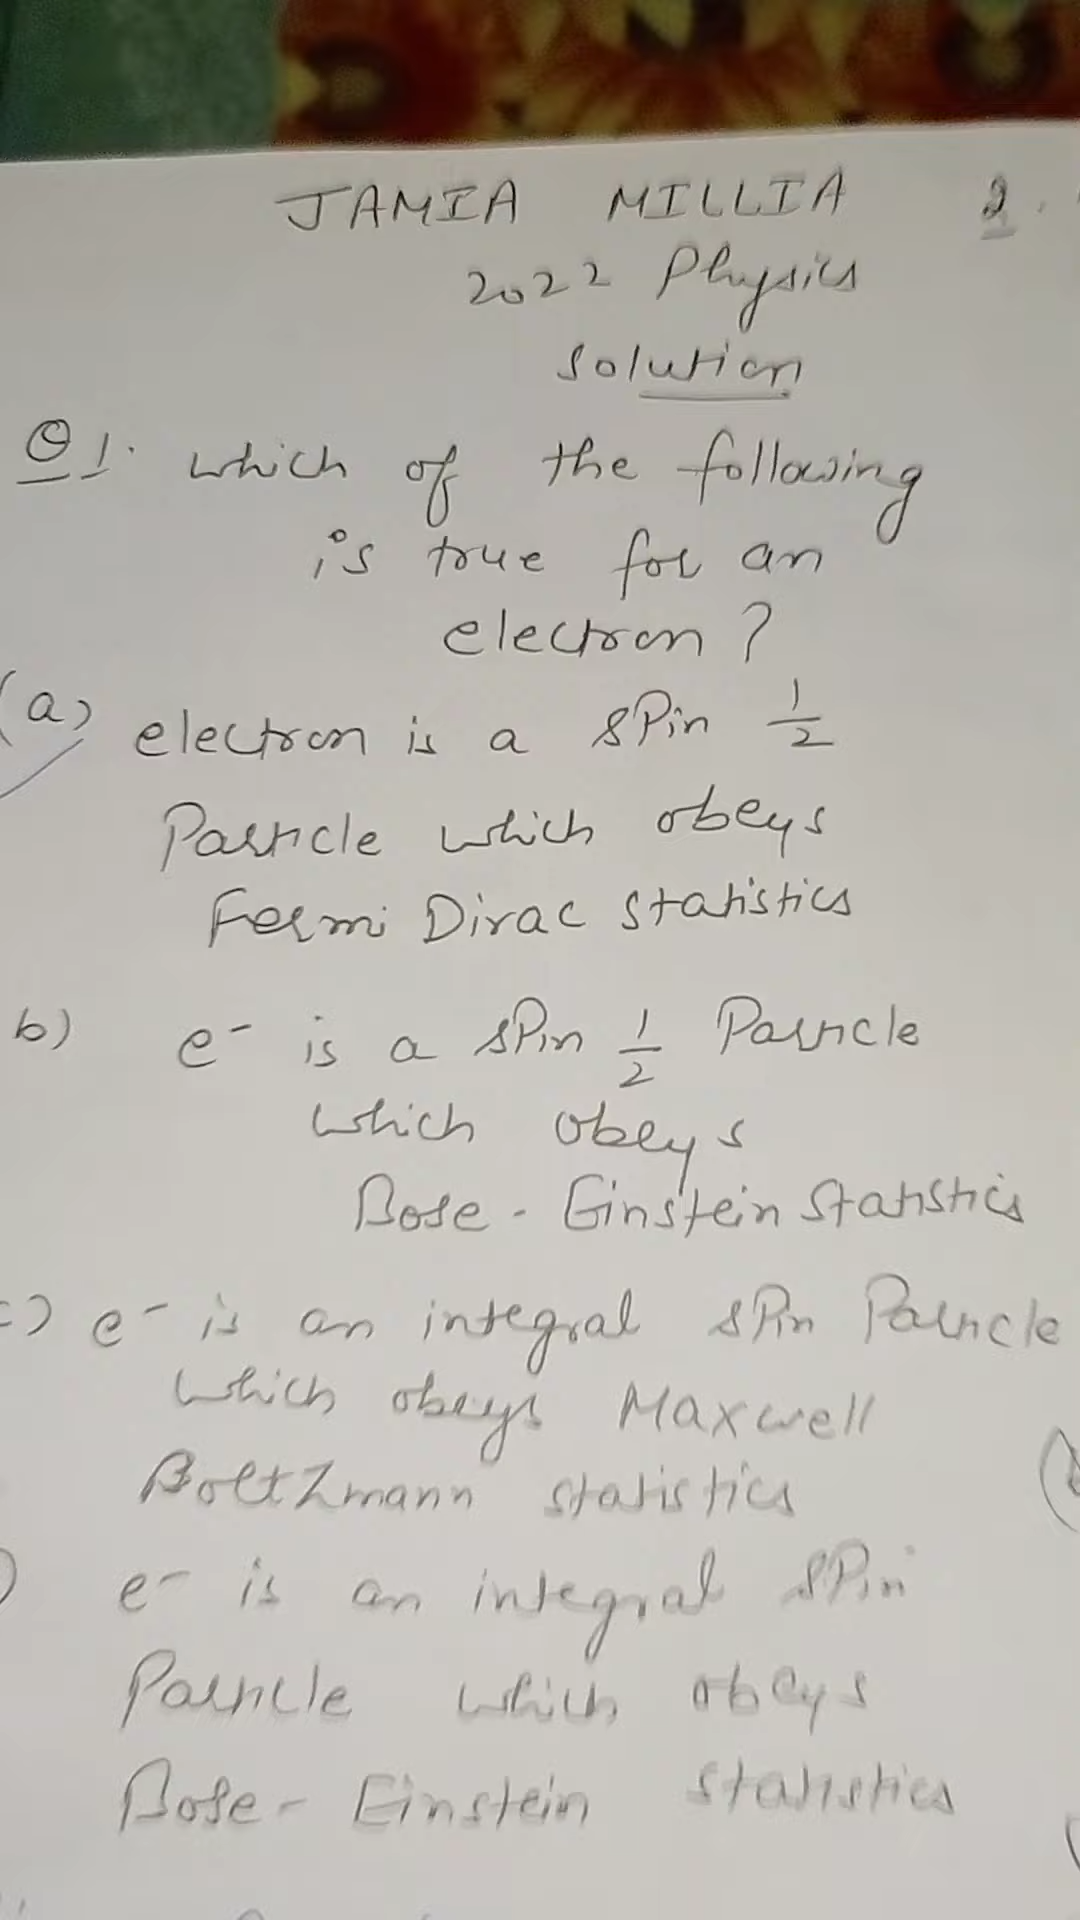 JAMIA MILLIA 2.
2022 Physics
Solution
Q1. which of the following
is true for an
electron?
(a) electron is a spin 1/2
Particle which obeys
Fermi Dirac statistics
b) e- is a spin 1/2 Particle
which obeys
Bose-Einstein Statistics
c) e- is an integral spin Particle
which obeys Maxwell
Boltzmann statistics
) e- is an integral spin
Particle which obeys
Bose-Einstein statistics